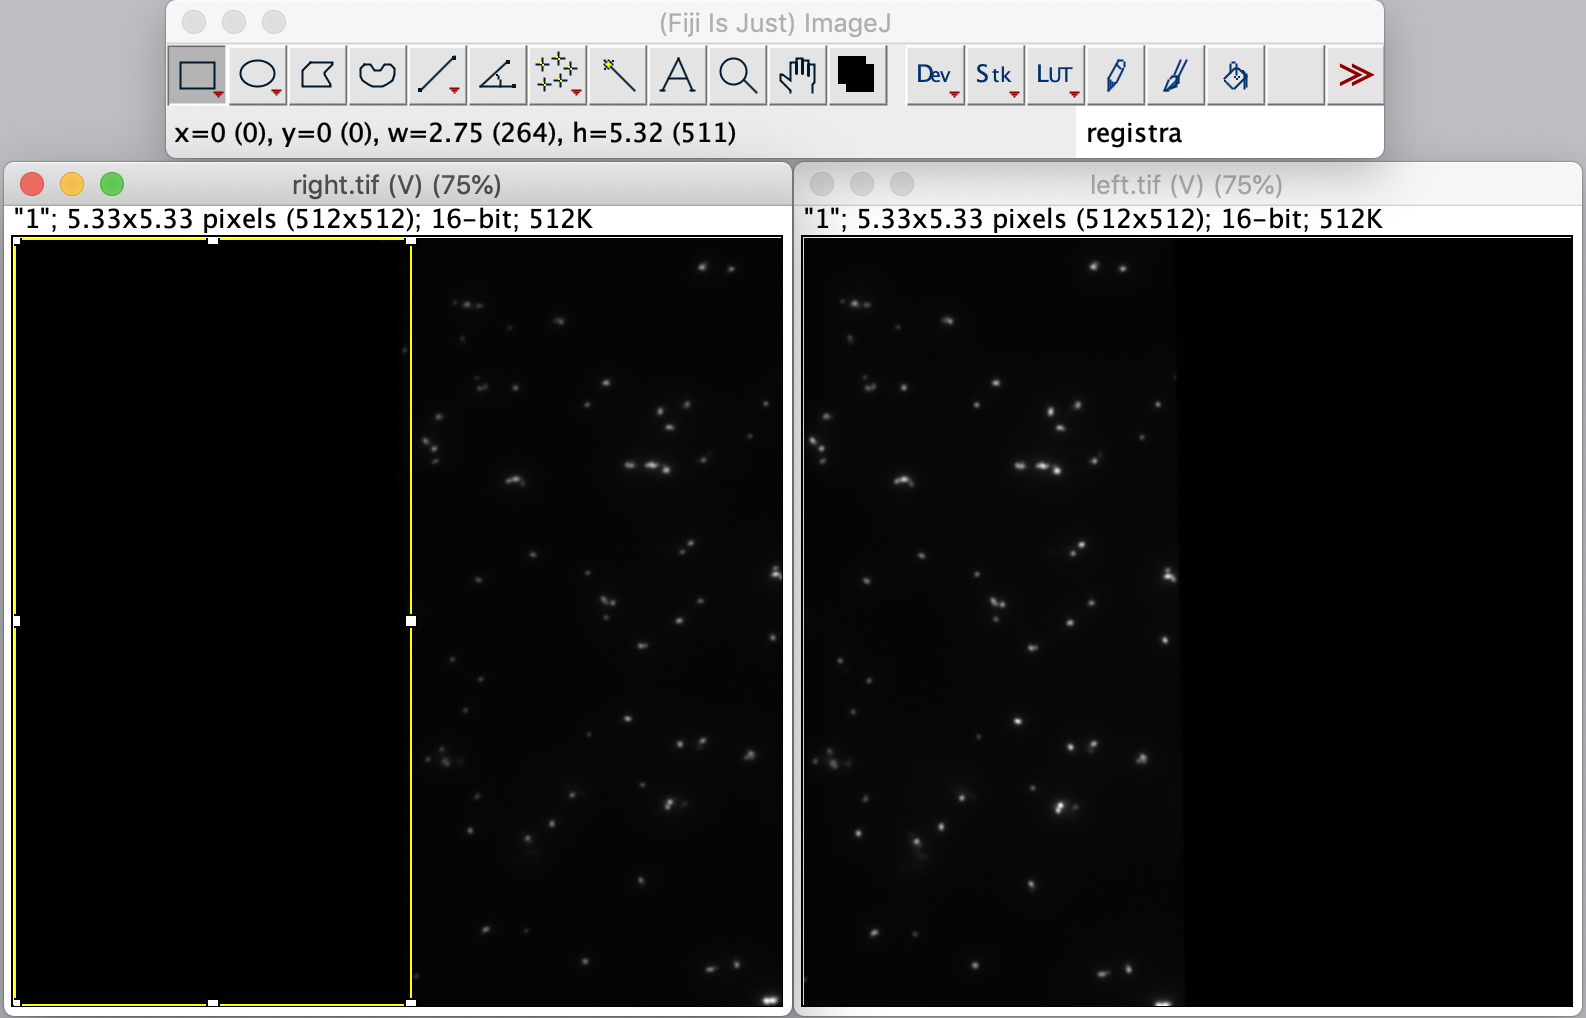 (Fiji Is Just) ImageJ
Dev Stk LUT
x=0 (0), y=0 (0), w=2.75 (264), h=5.32 (511)
registra
right.tif (V) (75%)
"1"; 5.33x5.33 pixels (512x512); 16-bit; 512K
left.tif (V) (75%)
"1"; 5.33x5.33 pixels (512x512); 16-bit; 512K